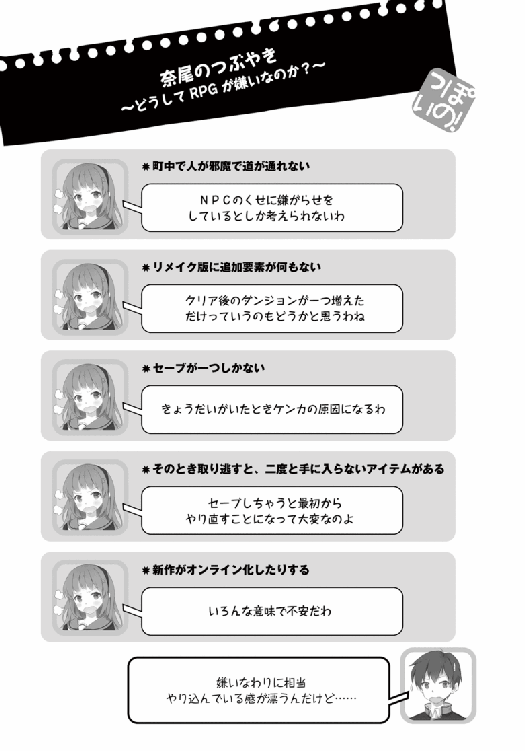 奈尾のつぶやき
～どうしてRPGが嫌いなのか？～
っぽ
いの!
＊町中で人が邪魔で道が通れない
NPCのくせに嫌がらせを
しているとしか考えられないわ
＊リメイク版に追加要素が何もない
クリア後のダンジョンが一つ増えた
だけっていうのもどうかと思うわね
＊セーブが一つしかない
きょうだいがいたときケンカの原因になるわ
＊そのとき取り逃すと、二度と手に入らないアイテムがある
セーブしちゃうと最初から
やり直すことになって大変なのよ
＊新作がオンライン化したりする
いろんな意味で不安だわ
嫌いなわりに相当
やり込んでいる感が漂うんだけど……